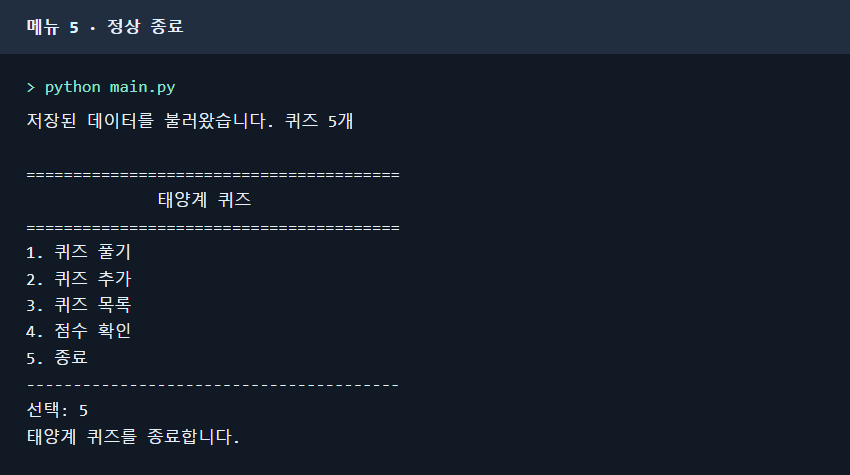 메뉴 5 · 정상 종료
> python main.py
저장된 데이터를 불러왔습니다. 퀴즈 5개
========================================
태양계 퀴즈
========================================
1. 퀴즈 풀기
2. 퀴즈 추가
3. 퀴즈 목록
4. 점수 확인
5. 종료
----------------------------------------
선택: 5
태양계 퀴즈를 종료합니다.